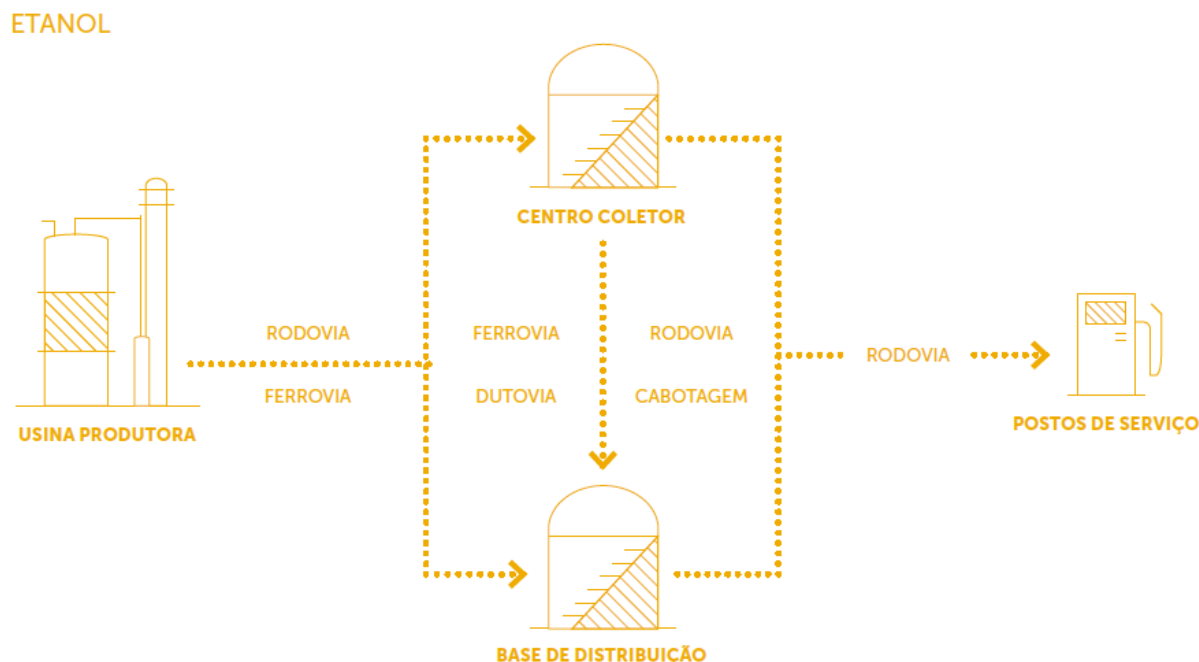 ETANOL
CENTRO COLETOR
RODOVIA
FERROVIA
FERROVIA
DUTOVIA
RODOVIA
CABOTAGEM
RODOVIA
USINA PRODUTORA
POSTOS DE SERVIÇO
BASE DE DISTRIBUIÇÃO